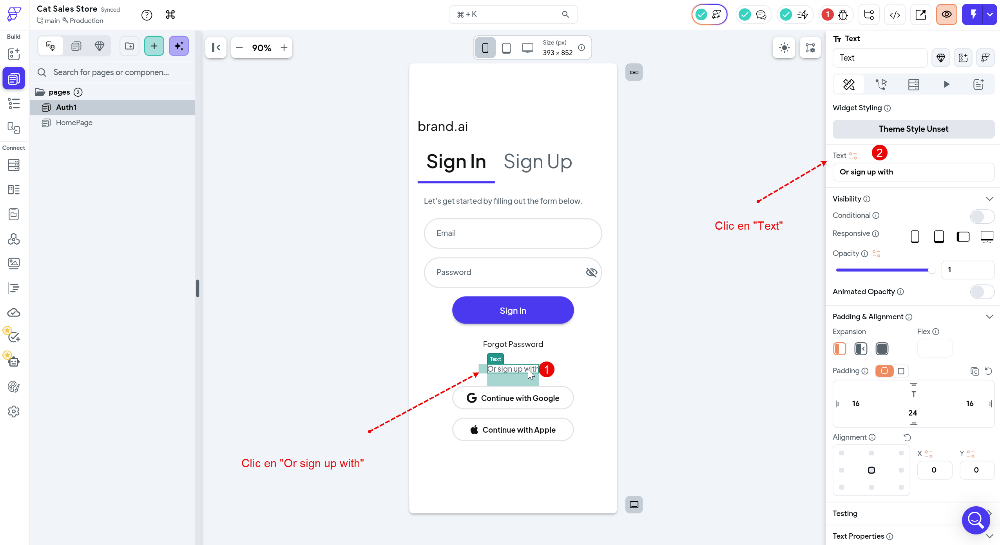 Cat Sales Store Synced
main Production
⌘ + K
1
Build
Connect
Search for pages or componen...
pages 2
Auth1
HomePage
90%
Size (px)
393 × 852
brand.ai
Sign In Sign Up
Let's get started by filling out the form below.
Email
Password
Sign In
Forgot Password
Text
Or sign up with
1
Continue with Google
Continue with Apple
Clic en "Or sign up with"
Clic en "Text"
Text
Text
Widget Styling
Theme Style Unset
Text
2
Or sign up with
Visibility
Conditional
Responsive
Opacity
1
Animated Opacity
Padding & Alignment
Expansion Flex
Padding
T
16 16
24
Alignment
X Y
0 0
Testing
Text Properties